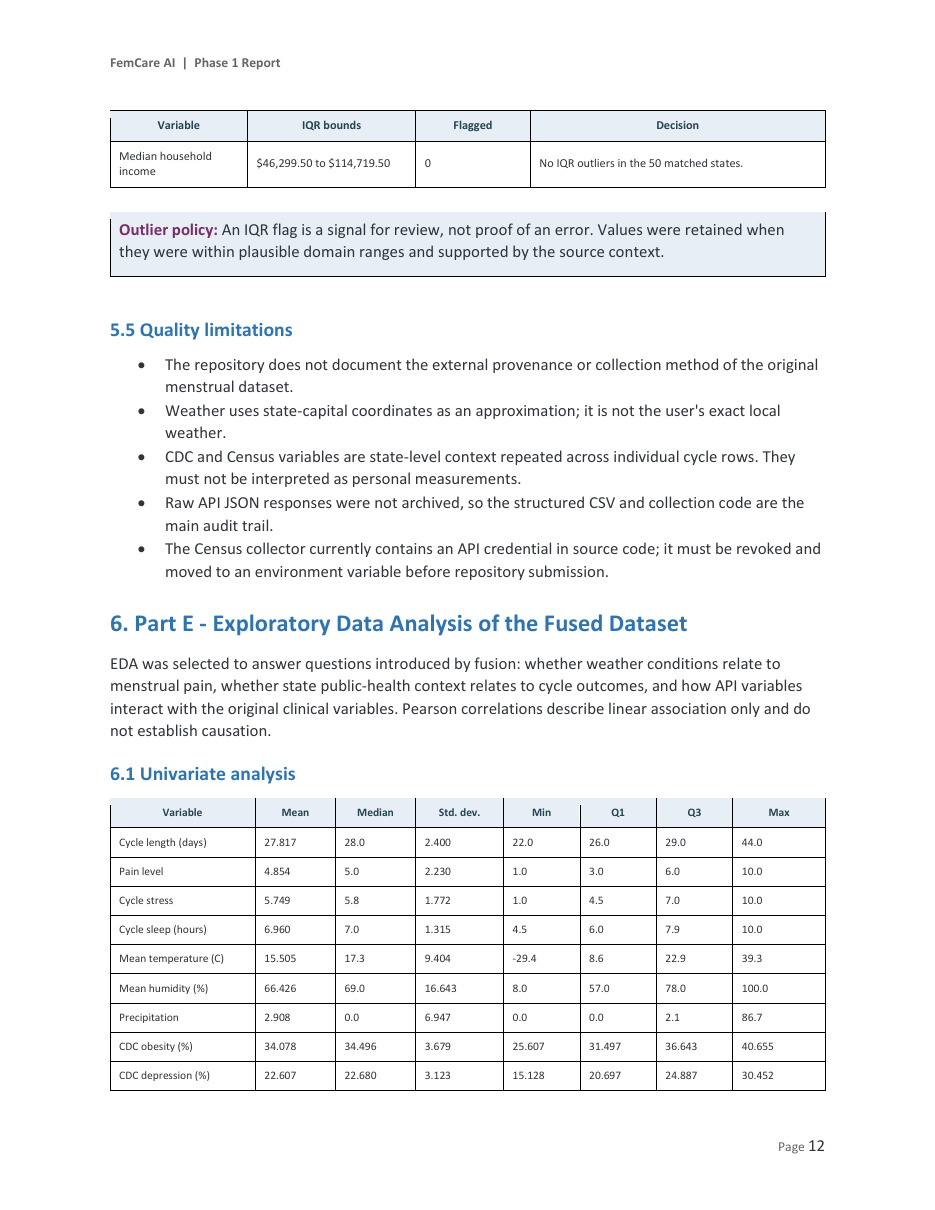 FemCare AI | Phase 1 Report
Variable IQR bounds Flagged Decision
Median household
income
$46,299.50 to $114,719.50 0 No IQR outliers in the 50 matched states.
Outlier policy: An IQR flag is a signal for review, not proof of an error. Values were retained when
they were within plausible domain ranges and supported by the source context.
5.5 Quality limitations
• The repository does not document the external provenance or collection method of the original
menstrual dataset.
• Weather uses state-capital coordinates as an approximation; it is not the user's exact local
weather.
• CDC and Census variables are state-level context repeated across individual cycle rows. They
must not be interpreted as personal measurements.
• Raw API JSON responses were not archived, so the structured CSV and collection code are the
main audit trail.
• The Census collector currently contains an API credential in source code; it must be revoked and
moved to an environment variable before repository submission.
6. Part E - Exploratory Data Analysis of the Fused Dataset
EDA was selected to answer questions introduced by fusion: whether weather conditions relate to
menstrual pain, whether state public-health context relates to cycle outcomes, and how API variables
interact with the original clinical variables. Pearson correlations describe linear association only and do
not establish causation.
6.1 Univariate analysis
Variable Mean Median Std. dev. Min Q1 Q3 Max
Cycle length (days) 27.817 28.0 2.400 22.0 26.0 29.0 44.0
Pain level 4.854 5.0 2.230 1.0 3.0 6.0 10.0
Cycle stress 5.749 5.8 1.772 1.0 4.5 7.0 10.0
Cycle sleep (hours) 6.960 7.0 1.315 4.5 6.0 7.9 10.0
Mean temperature (C) 15.505 17.3 9.404 -29.4 8.6 22.9 39.3
Mean humidity (%) 66.426 69.0 16.643 8.0 57.0 78.0 100.0
Precipitation 2.908 0.0 6.947 0.0 0.0 2.1 86.7
CDC obesity (%) 34.078 34.496 3.679 25.607 31.497 36.643 40.655
CDC depression (%) 22.607 22.680 3.123 15.128 20.697 24.887 30.452
Page 12